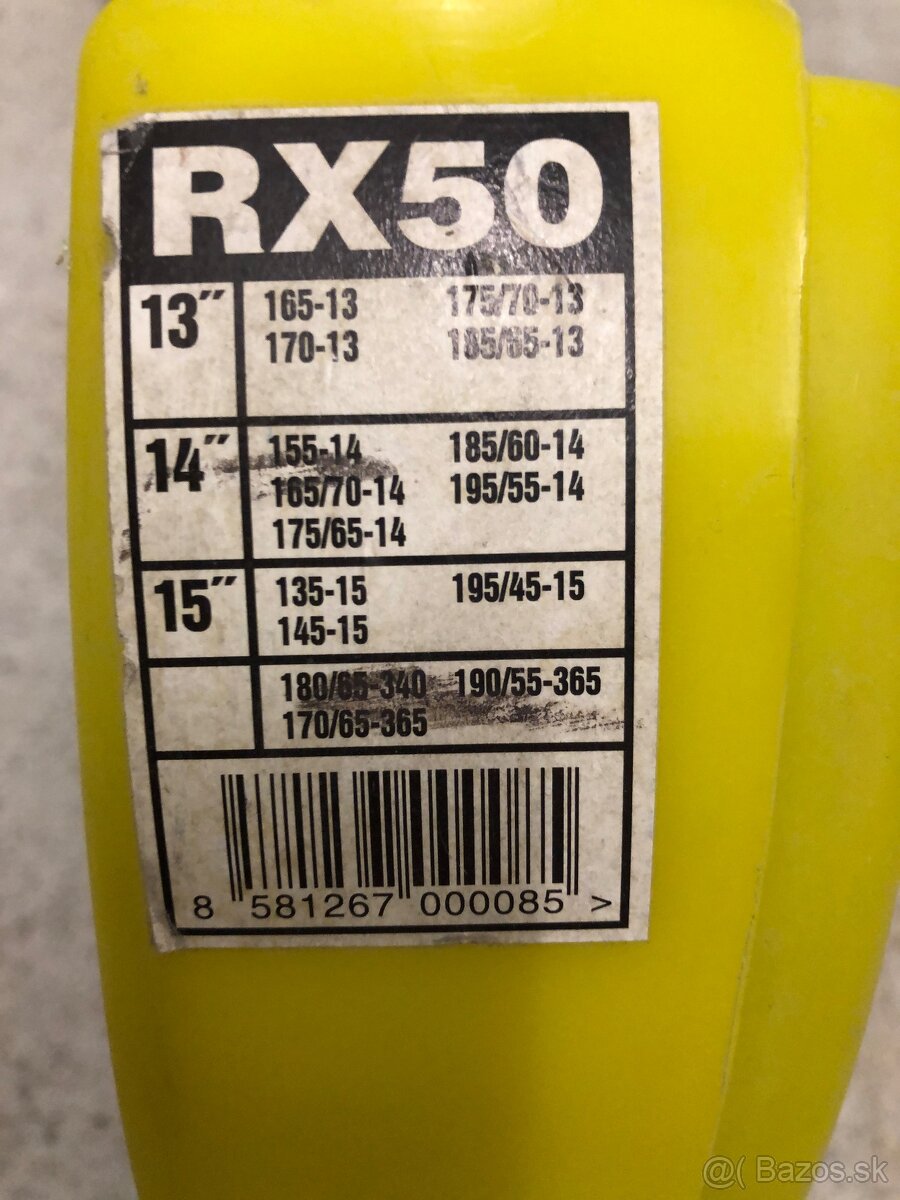 RX50
13" 165-13 175/70-13
170-13 185/65-13
14" 155-14 185/60-14
165/70-14 195/55-14
175/65-14
15" 135-15 195/45-15
145-15
180/65-340 190/55-365
170/65-365
8 581267 000085 >
@( Bazos.sk